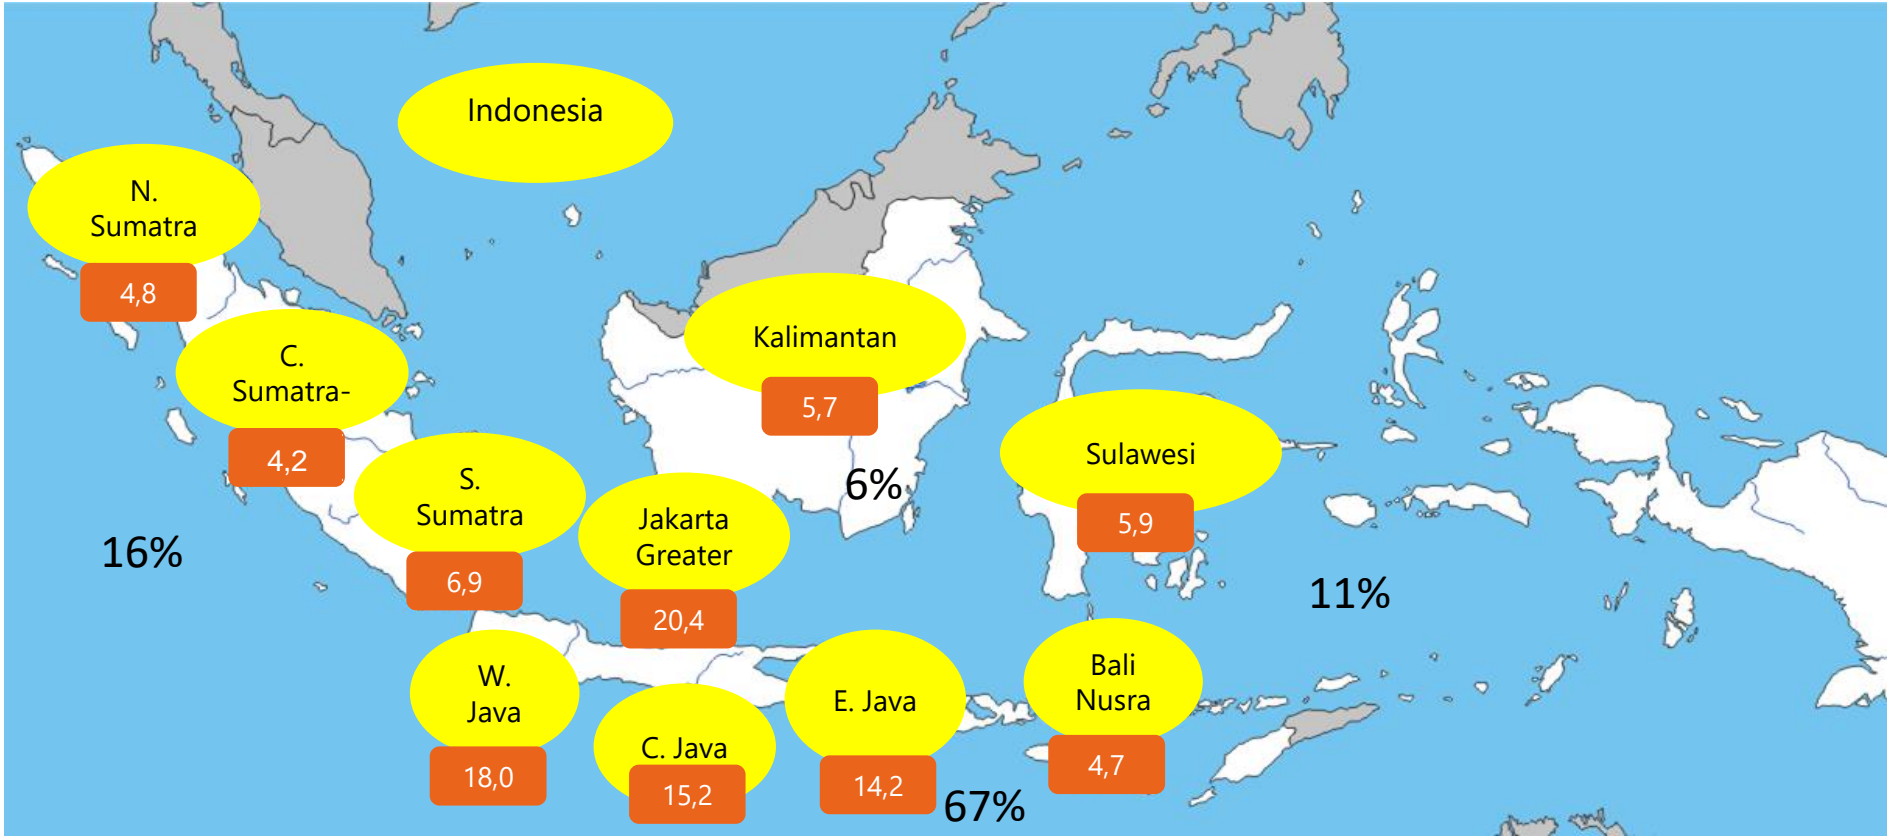 Indonesia
N.
Sumatra
4,8
C.
Sumatra-
4,2
S.
Sumatra
6,9
16%
Jakarta
Greater
20,4
Kalimantan
5,7
6%
Sulawesi
5,9
11%
W.
Java
18,0
C. Java
15,2
E. Java
14,2
67%
Bali
Nusra
4,7